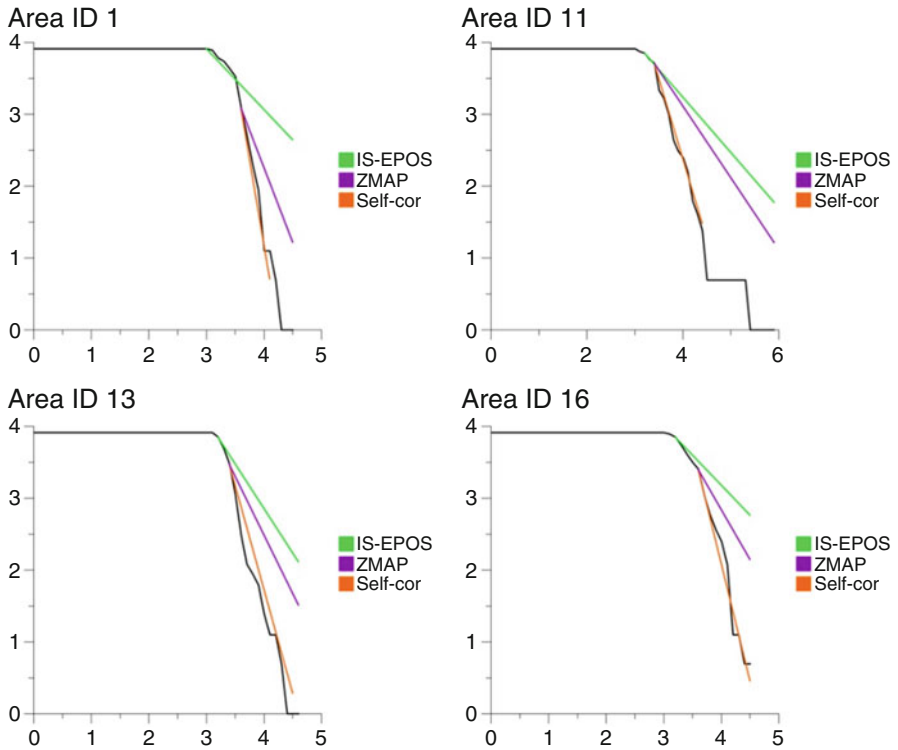 Area ID 1
4
3
2
1
0
0 1 2 3 4 5
IS-EPOS
ZMAP
Self-cor
Area ID 11
4
3
2
1
0
0 2 4 6
IS-EPOS
ZMAP
Self-cor
Area ID 13
4
3
2
1
0
0 1 2 3 4 5
IS-EPOS
ZMAP
Self-cor
Area ID 16
4
3
2
1
0
0 1 2 3 4 5
IS-EPOS
ZMAP
Self-cor